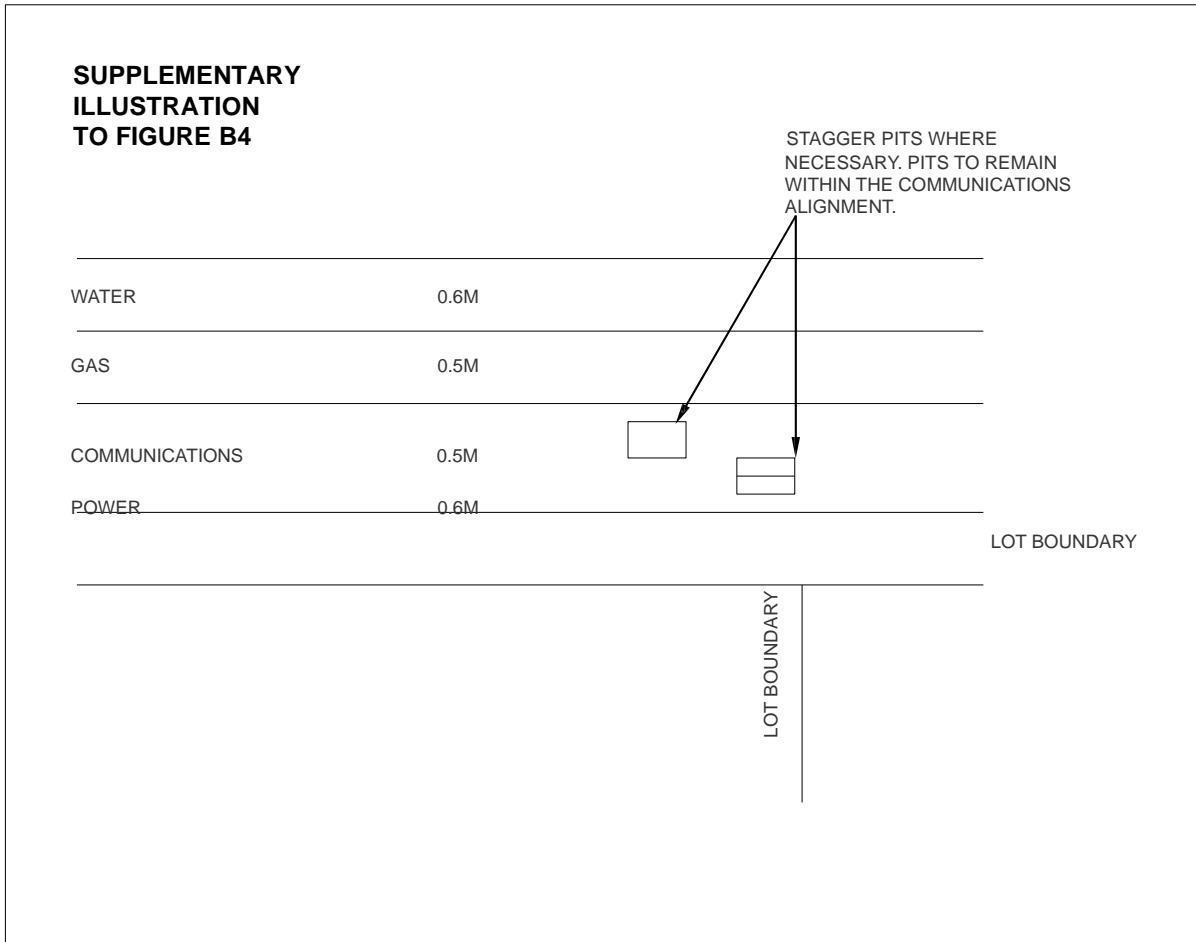 SUPPLEMENTARY
ILLUSTRATION
TO FIGURE B4
STAGGER PITS WHERE
NECESSARY. PITS TO REMAIN
WITHIN THE COMMUNICATIONS
ALIGNMENT.
WATER 0.6M
GAS 0.5M
COMMUNICATIONS 0.5M
POWER 0.6M
LOT BOUNDARY
LOT BOUNDARY